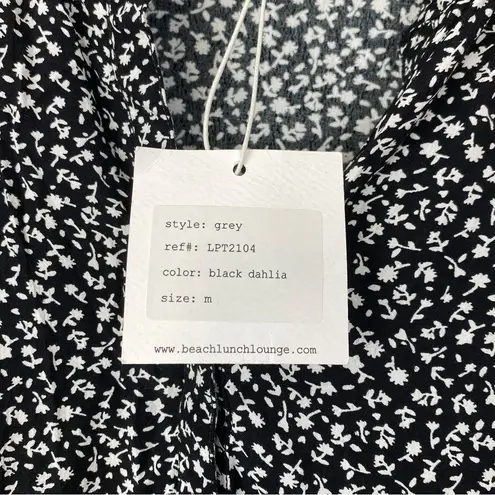 style: grey
ref#: LPT2104
color: black dahlia
size: m
www.beachlunchlounge.com